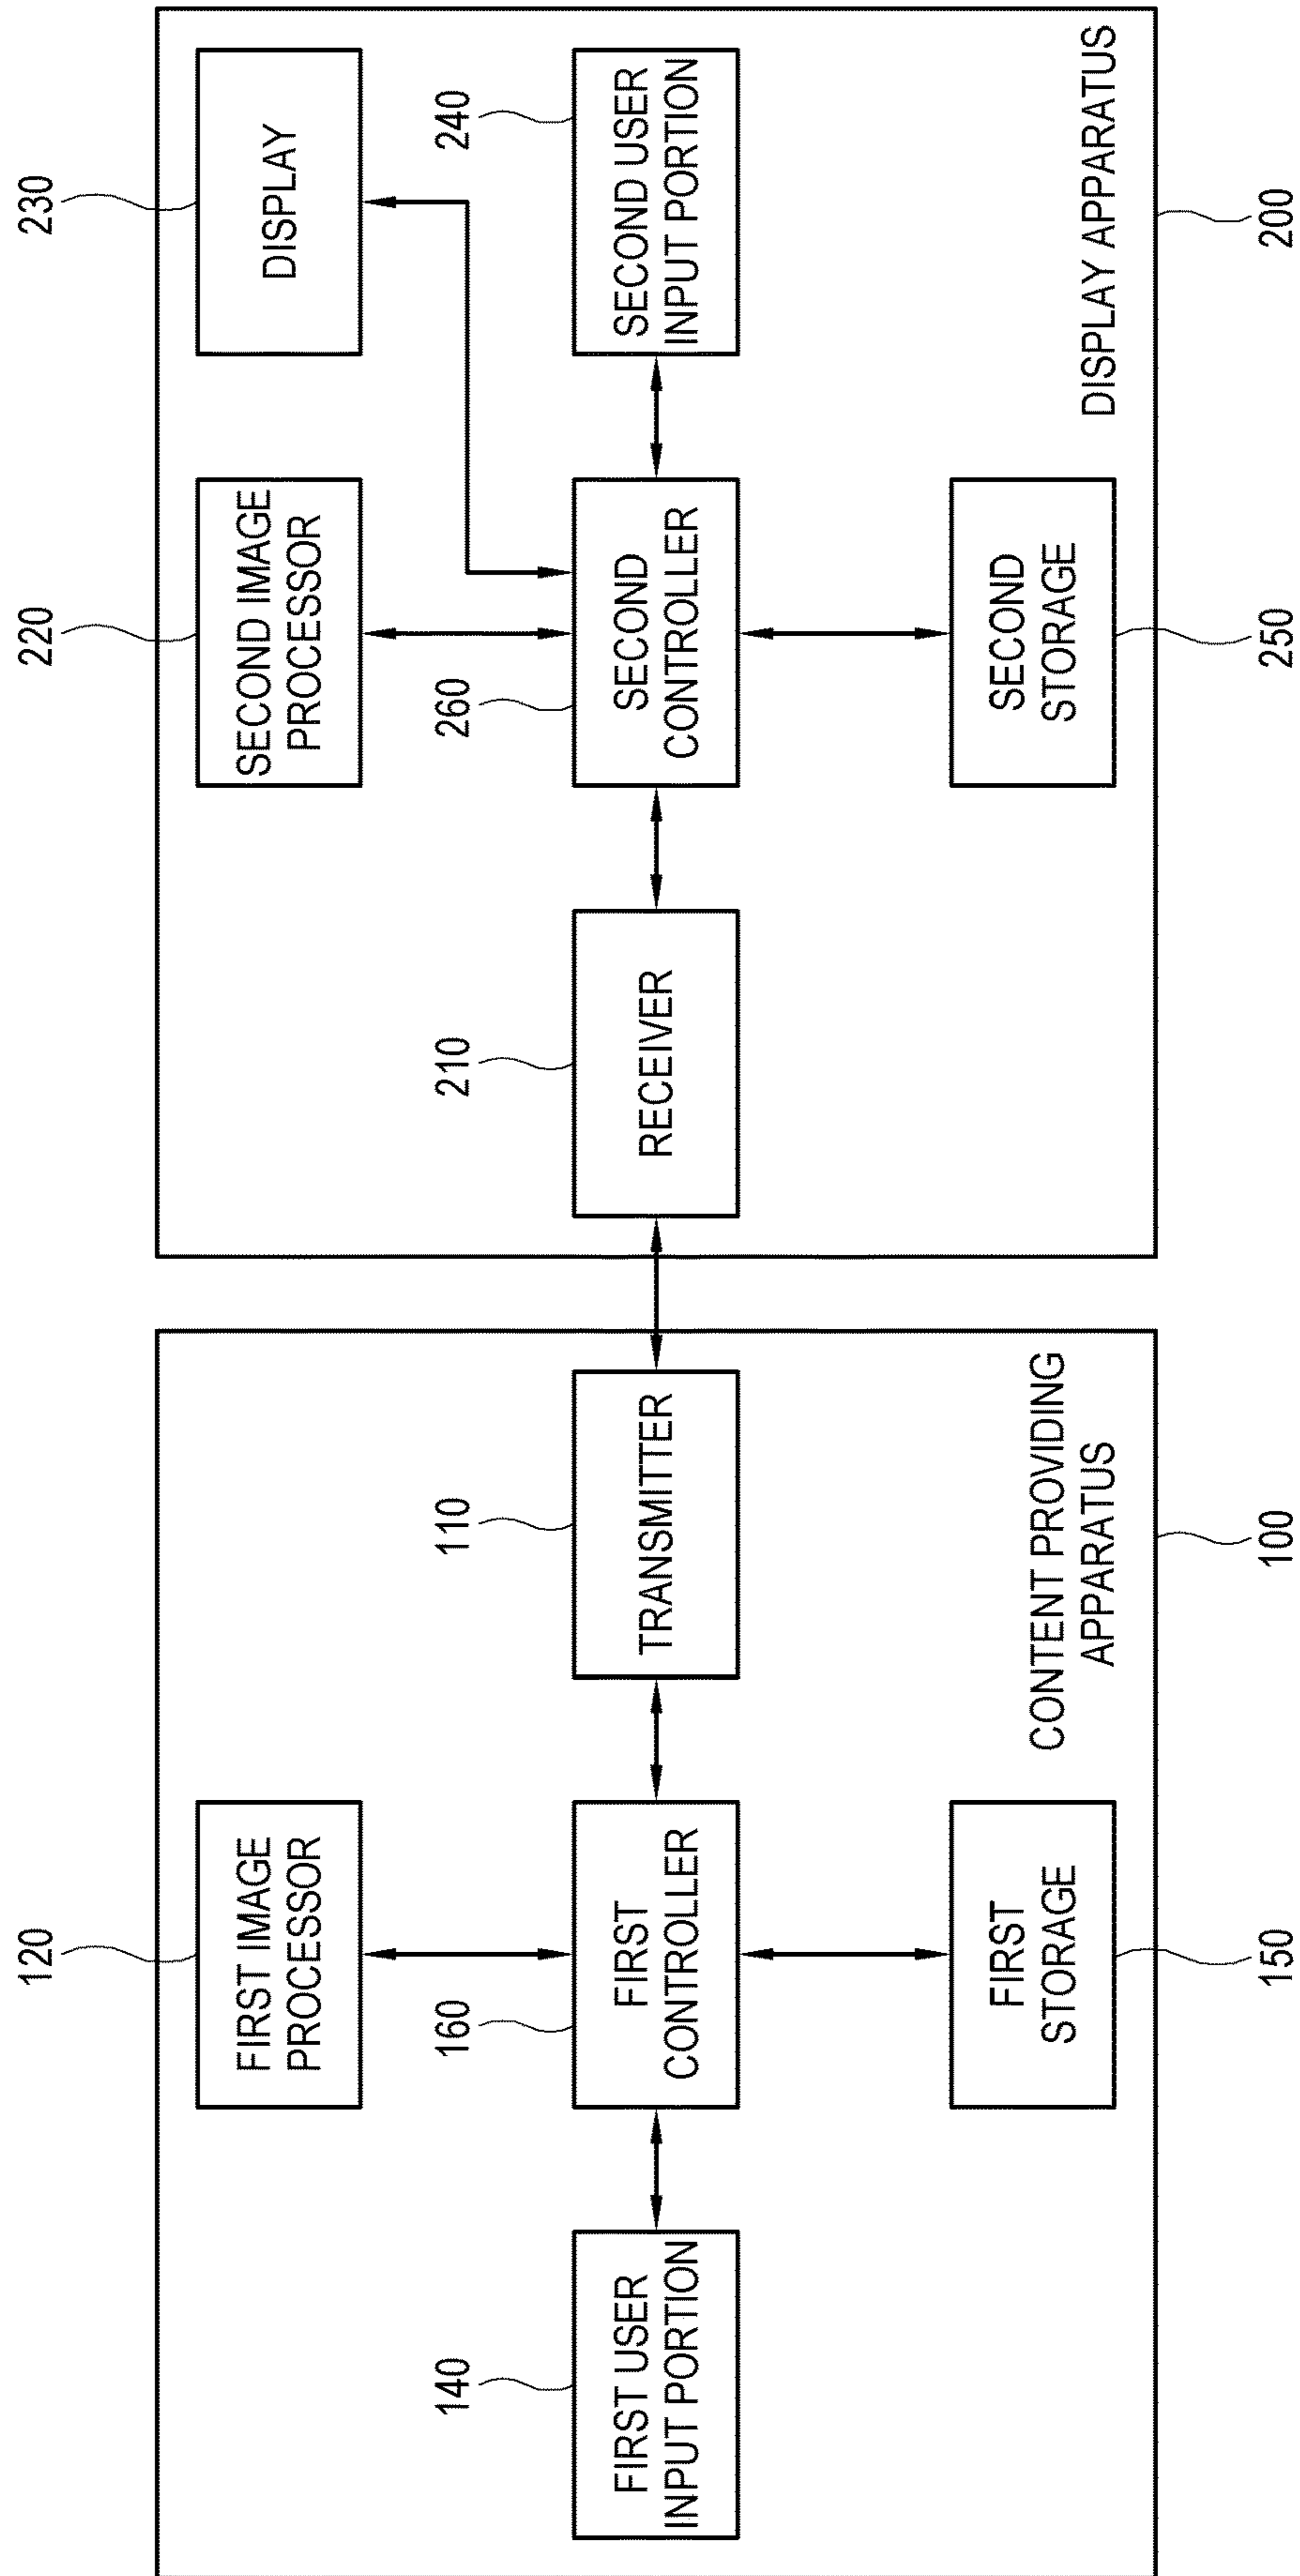 120
220
230
FIRST IMAGE
PROCESSOR
SECOND IMAGE
PROCESSOR
DISPLAY
140
160
110
210
260
240
FIRST USER
INPUT PORTION
FIRST
CONTROLLER
TRANSMITTER
RECEIVER
SECOND
CONTROLLER
SECOND USER
INPUT PORTION
FIRST
STORAGE
CONTENT PROVIDING
APPARATUS
SECOND
STORAGE
DISPLAY APPARATUS
150
100
250
200